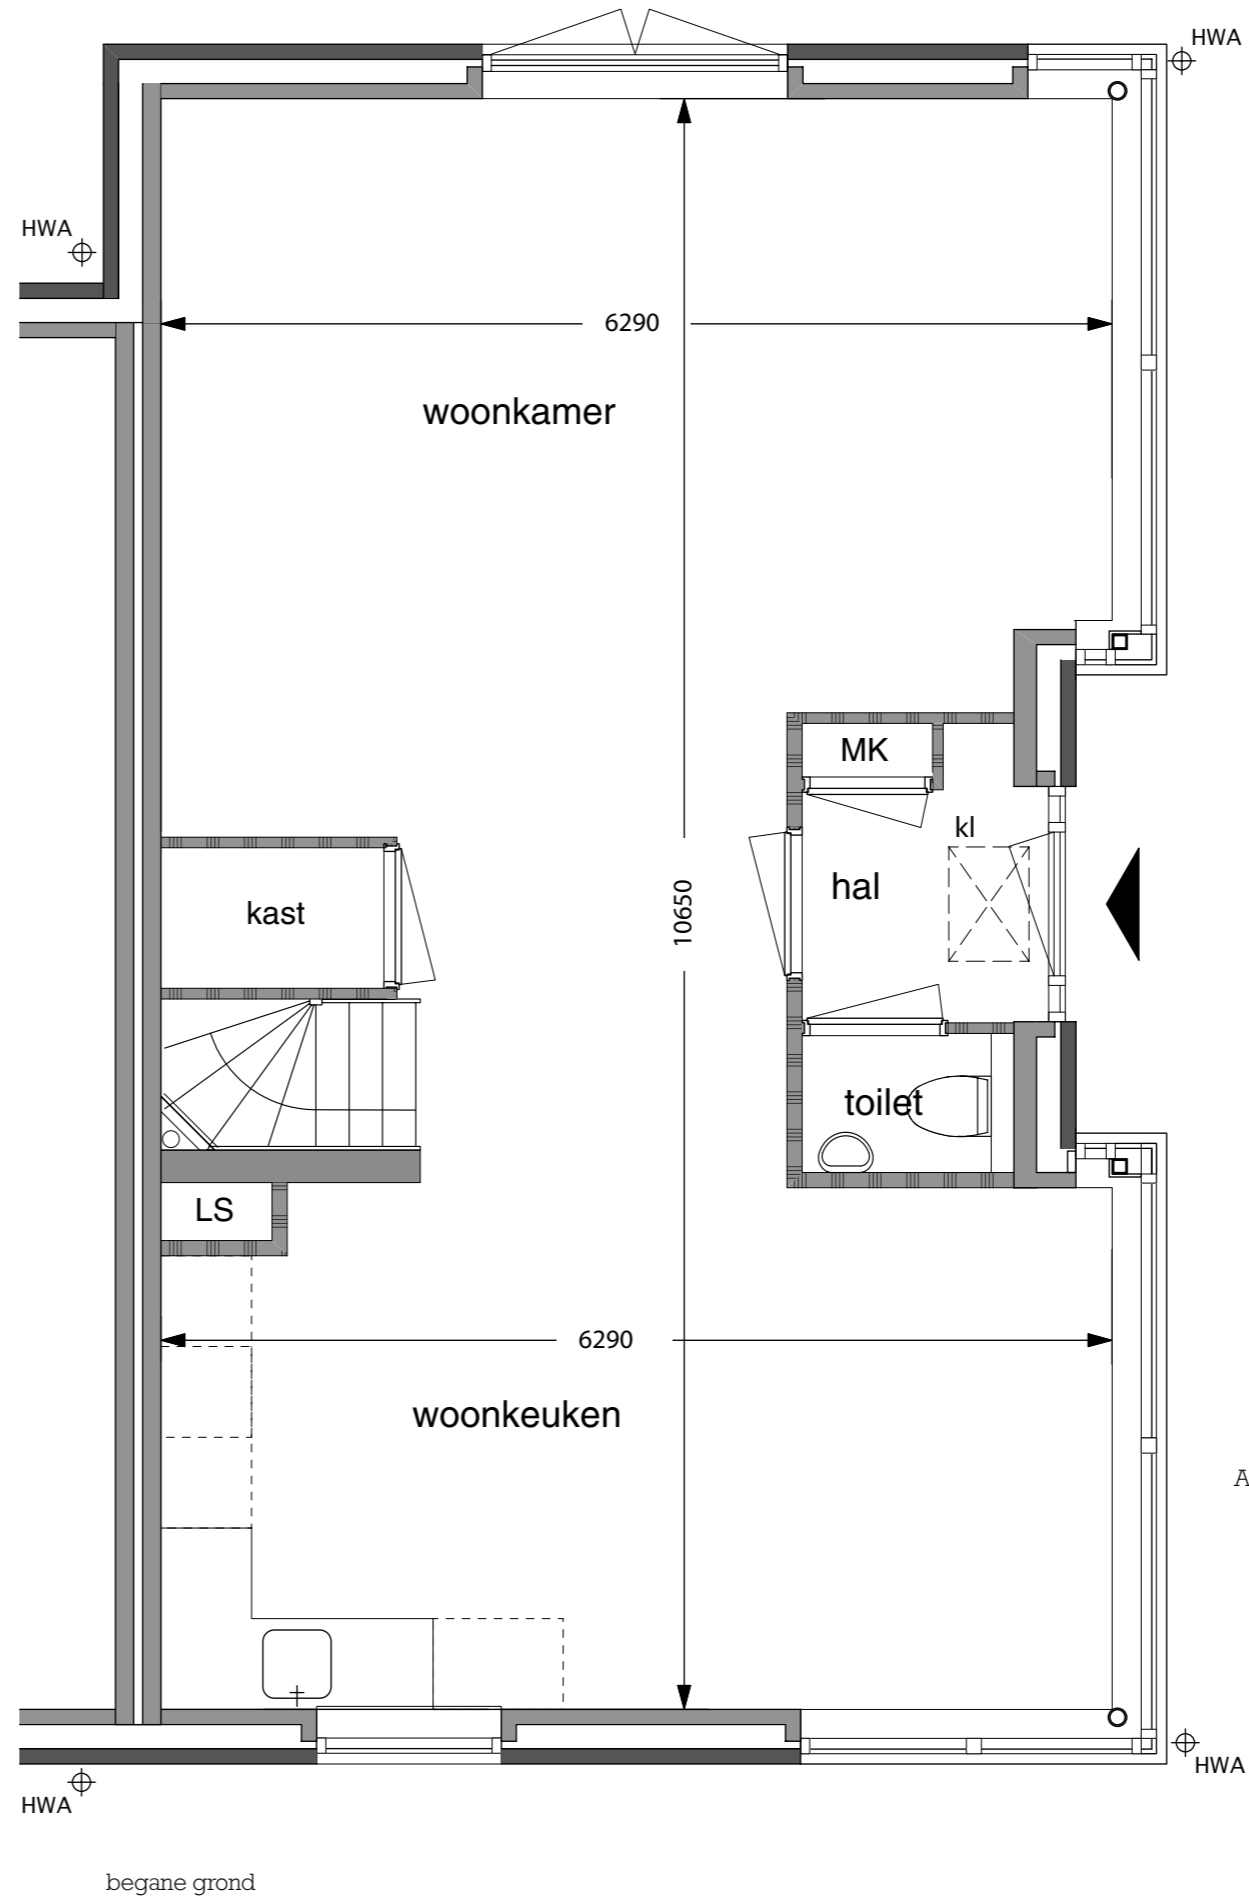 HWA
HWA
6290
woonkamer
MK
kl
hal
kast
10650
toilet
LS
6290
woonkeuken
A
HWA
HWA
begane grond